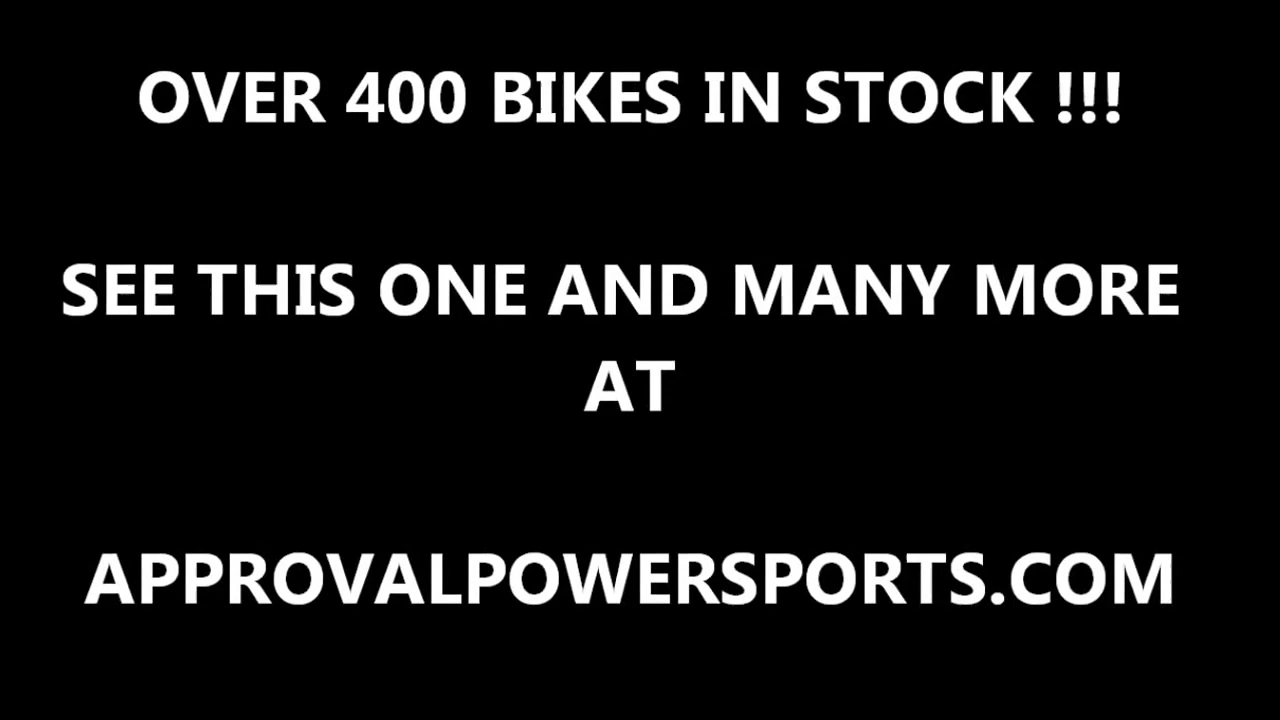 OVER 400 BIKES IN STOCK !!!
SEE THIS ONE AND MANY MORE
AT
APPROVALPOWERSPORTS.COM